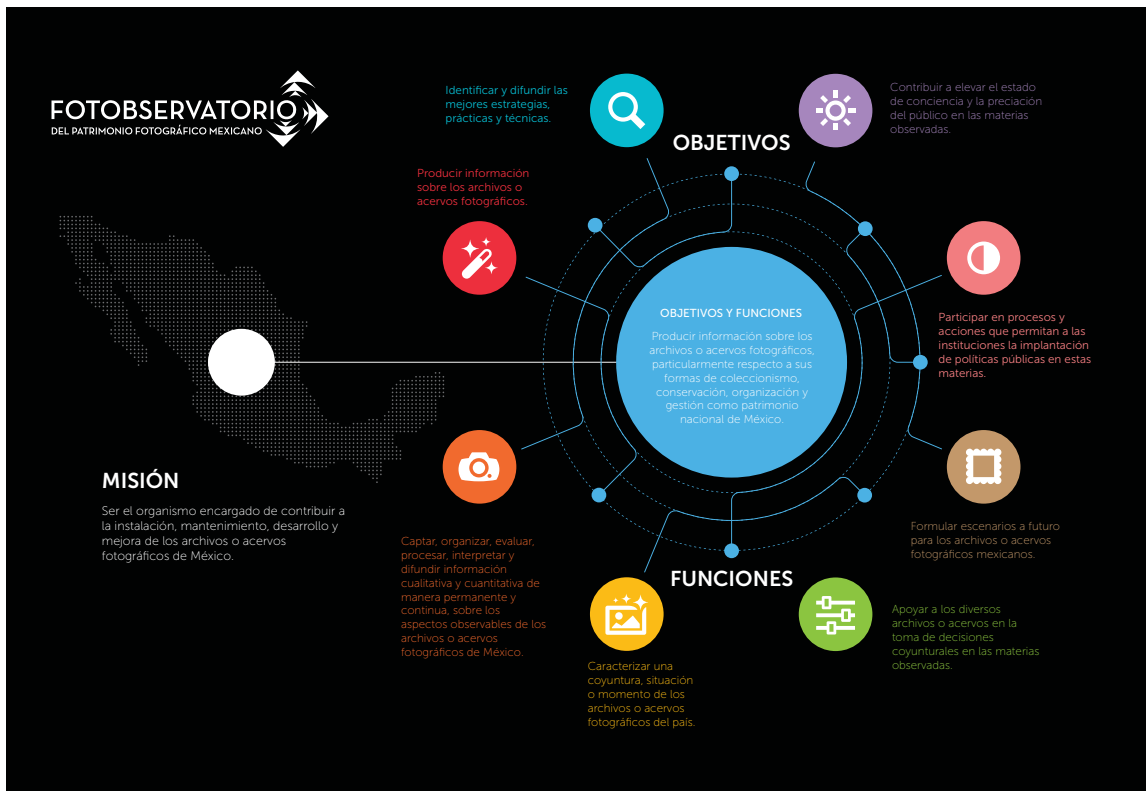 FOTOBSERVATORIO
DEL PATRIMONIO FOTOGRÁFICO MEXICANO
MISIÓN
Ser el organismo encargado de contribuir a
la instalación, mantenimiento, desarrollo y
mejora de los archivos o acervos
fotográficos de México.
OBJETIVOS
Identificar y difundir las
mejores estrategias,
prácticas y técnicas.
Contribuir a elevar el estado
de conciencia y la preciación
del público en las materias
observadas.
Producir información
sobre los archivos o
acervos fotográficos.
Participar en procesos y
acciones que permitan a las
instituciones la implantación
de políticas públicas en estas
materias.
OBJETIVOS Y FUNCIONES
Producir información sobre los
archivos o acervos fotográficos,
particularmente respecto a sus
formas de coleccionismo,
conservación, organización y
gestión como patrimonio
nacional de México.
FUNCIONES
Captar, organizar, evaluar,
procesar, interpretar y
difundir información
cualitativa y cuantitativa de
manera permanente y
continua, sobre los
aspectos observables de los
archivos o acervos
fotográficos de México.
Formular escenarios a futuro
para los archivos o acervos
fotográficos mexicanos.
Caracterizar una
coyuntura, situación
o momento de los
archivos o acervos
fotográficos del país.
Apoyar a los diversos
archivos o acervos en la
toma de decisiones
coyunturales en las materias
observadas.